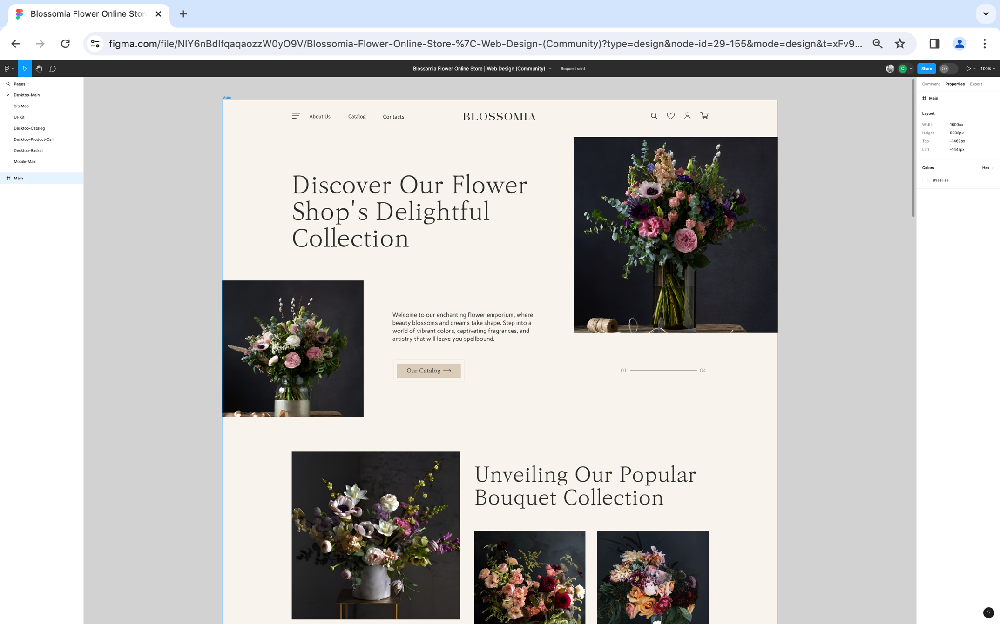 Blossomia Flower Online Stor
figma.com/file/NIY6nBdlfqaqaozzW0yO9V/Blossomia-Flower-Online-Store-%7C-Web-Design-(Community)?type=design&node-id=29-155&mode=design&t=xFv9...
Blossomia Flower Online Store | Web Design (Community)
Request sent
C
Share
100%
Pages
Desktop-Main
SiteMap
UI-Kit
Desktop-Catalog
Desktop-Product-Cart
Desktop-Basket
Mobile-Main
Main
Main
About Us
Catalog
Contacts
BLOSSOMIA
Discover Our Flower
Shop's Delightful
Collection
Welcome to our enchanting flower emporium, where
beauty blossoms and dreams take shape. Step into a
world of vibrant colors, captivating fragrances, and
artistry that will leave you spellbound.
Our Catalog
01
04
Unveiling Our Popular
Bouquet Collection
Comment Properties Export
Main
Layout
Width 1600px
Height 5995px
Top -1469px
Left -1441px
Colors Hex
#FFFFFF
?